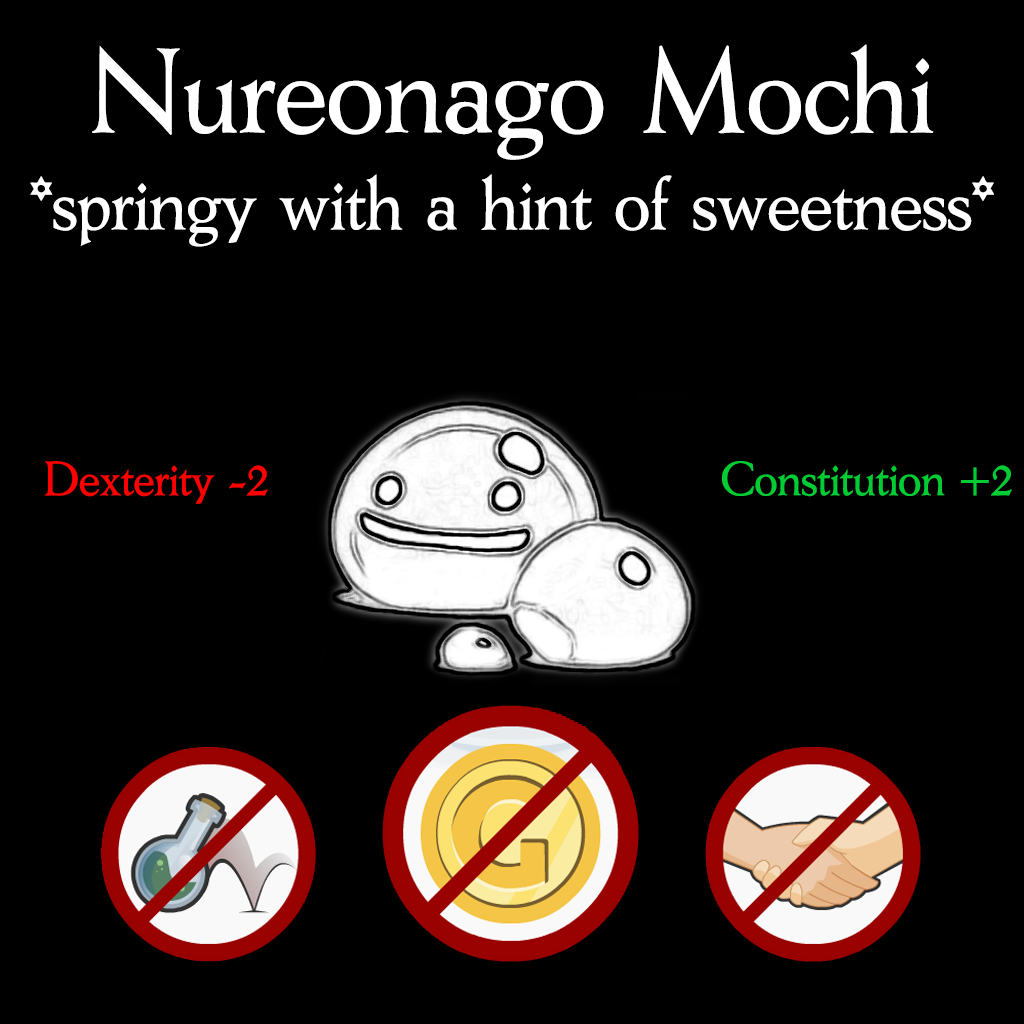 Nureonago Mochi
*springy with a hint of sweetness*
Dexterity -2
Constitution +2
G